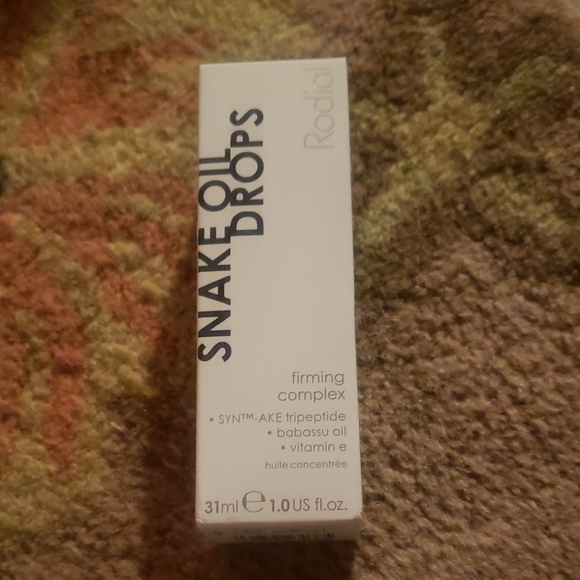 Rodial
SNAKE OIL
DROPS
firming
complex
• SYN™-AKE tripeptide
• babassu oil
• vitamin e
huile concentrée
31ml ℮ 1.0 US fl.oz.